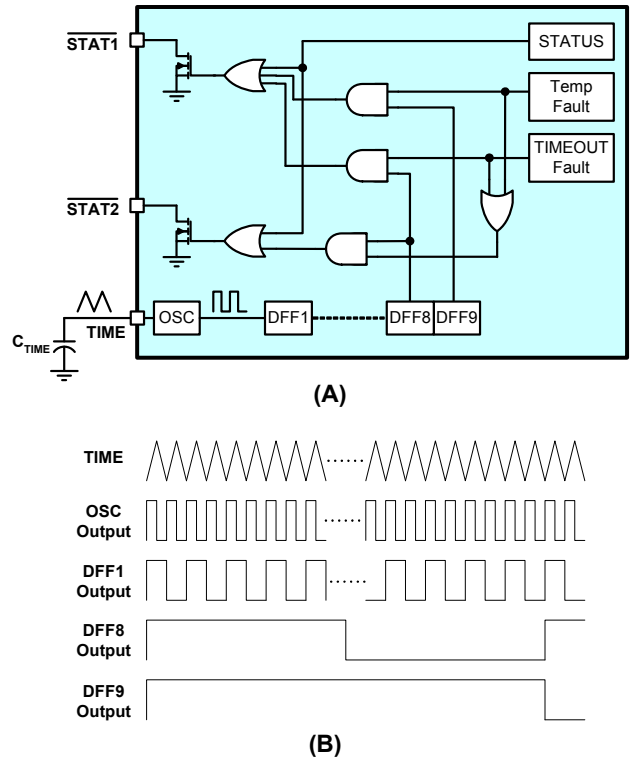 STAT1
STATUS
Temp
Fault
TIMEOUT
Fault
STAT2
OSC
DFF1
DFF8
DFF9
TIME
CTIME
(A)
TIME
OSC
Output
DFF1
Output
DFF8
Output
DFF9
Output
(B)